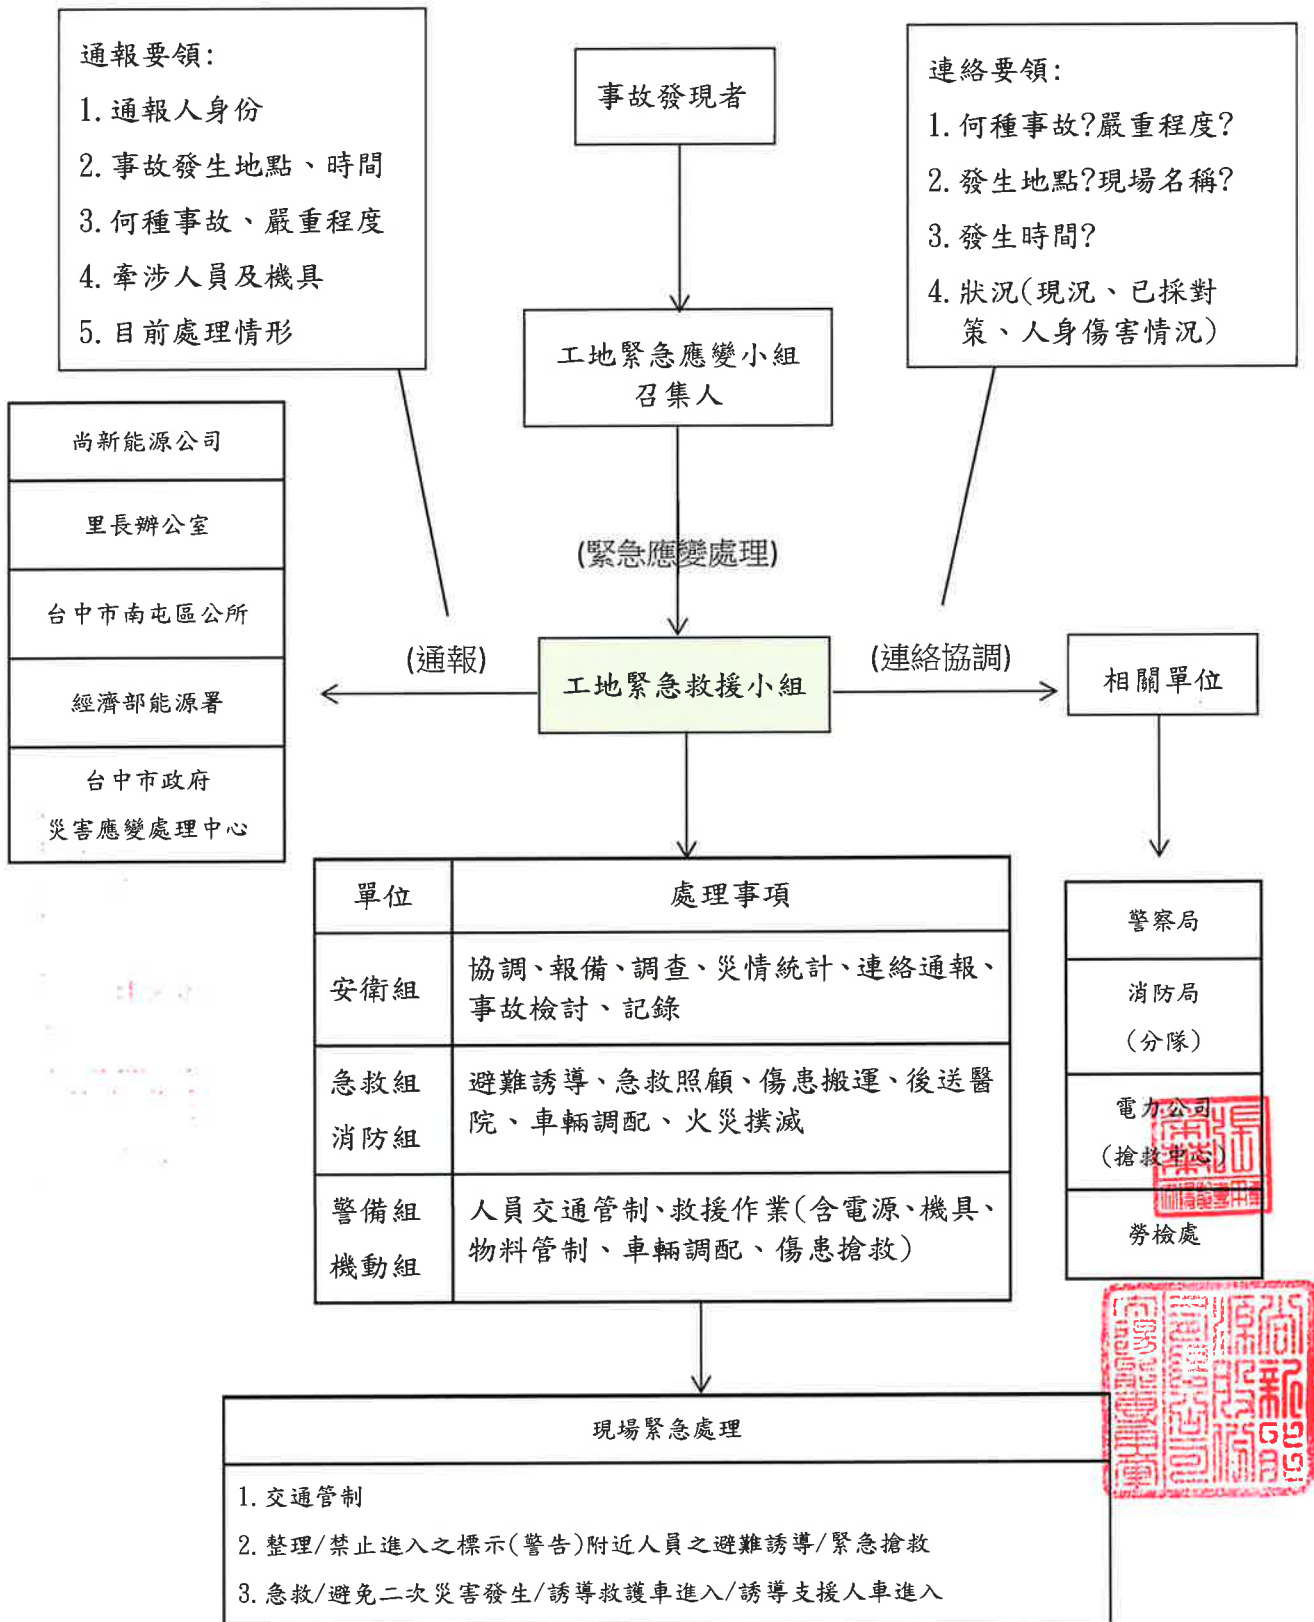 通報要領:
1. 通報人身份
2. 事故發生地點、時間
3. 何種事故、嚴重程度
4. 牽涉人員及機具
5. 目前處理情形
事故發現者
連絡要領:
1. 何種事故?嚴重程度?
2. 發生地點?現場名稱?
3. 發生時間?
4. 狀況(現況、已採對
策、人身傷害情況)
工地緊急應變小組
召集人
(緊急應變處理)
尚新能源公司
里長辦公室
台中市南屯區公所
經濟部能源署
台中市政府
災害應變處理中心
(通報)
工地緊急救援小組
(連絡協調)
相關單位
單位
處理事項
安衛組
協調、報備、調查、災情統計、連絡通報、
事故檢討、記錄
急救組
消防組
避難誘導、急救照顧、傷患搬運、後送醫
院、車輛調配、火災撲滅
警備組
機動組
人員交通管制、救援作業(含電源、機具、
物料管制、車輛調配、傷患搶救)
警察局
消防局
(分隊)
電力公司
(搶救中心)
勞檢處
現場緊急處理
1. 交通管制
2. 整理/禁止進入之標示(警告)附近人員之避難誘導/緊急搶救
3. 急救/避免二次災害發生/誘導救護車進入/誘導支援人車進入